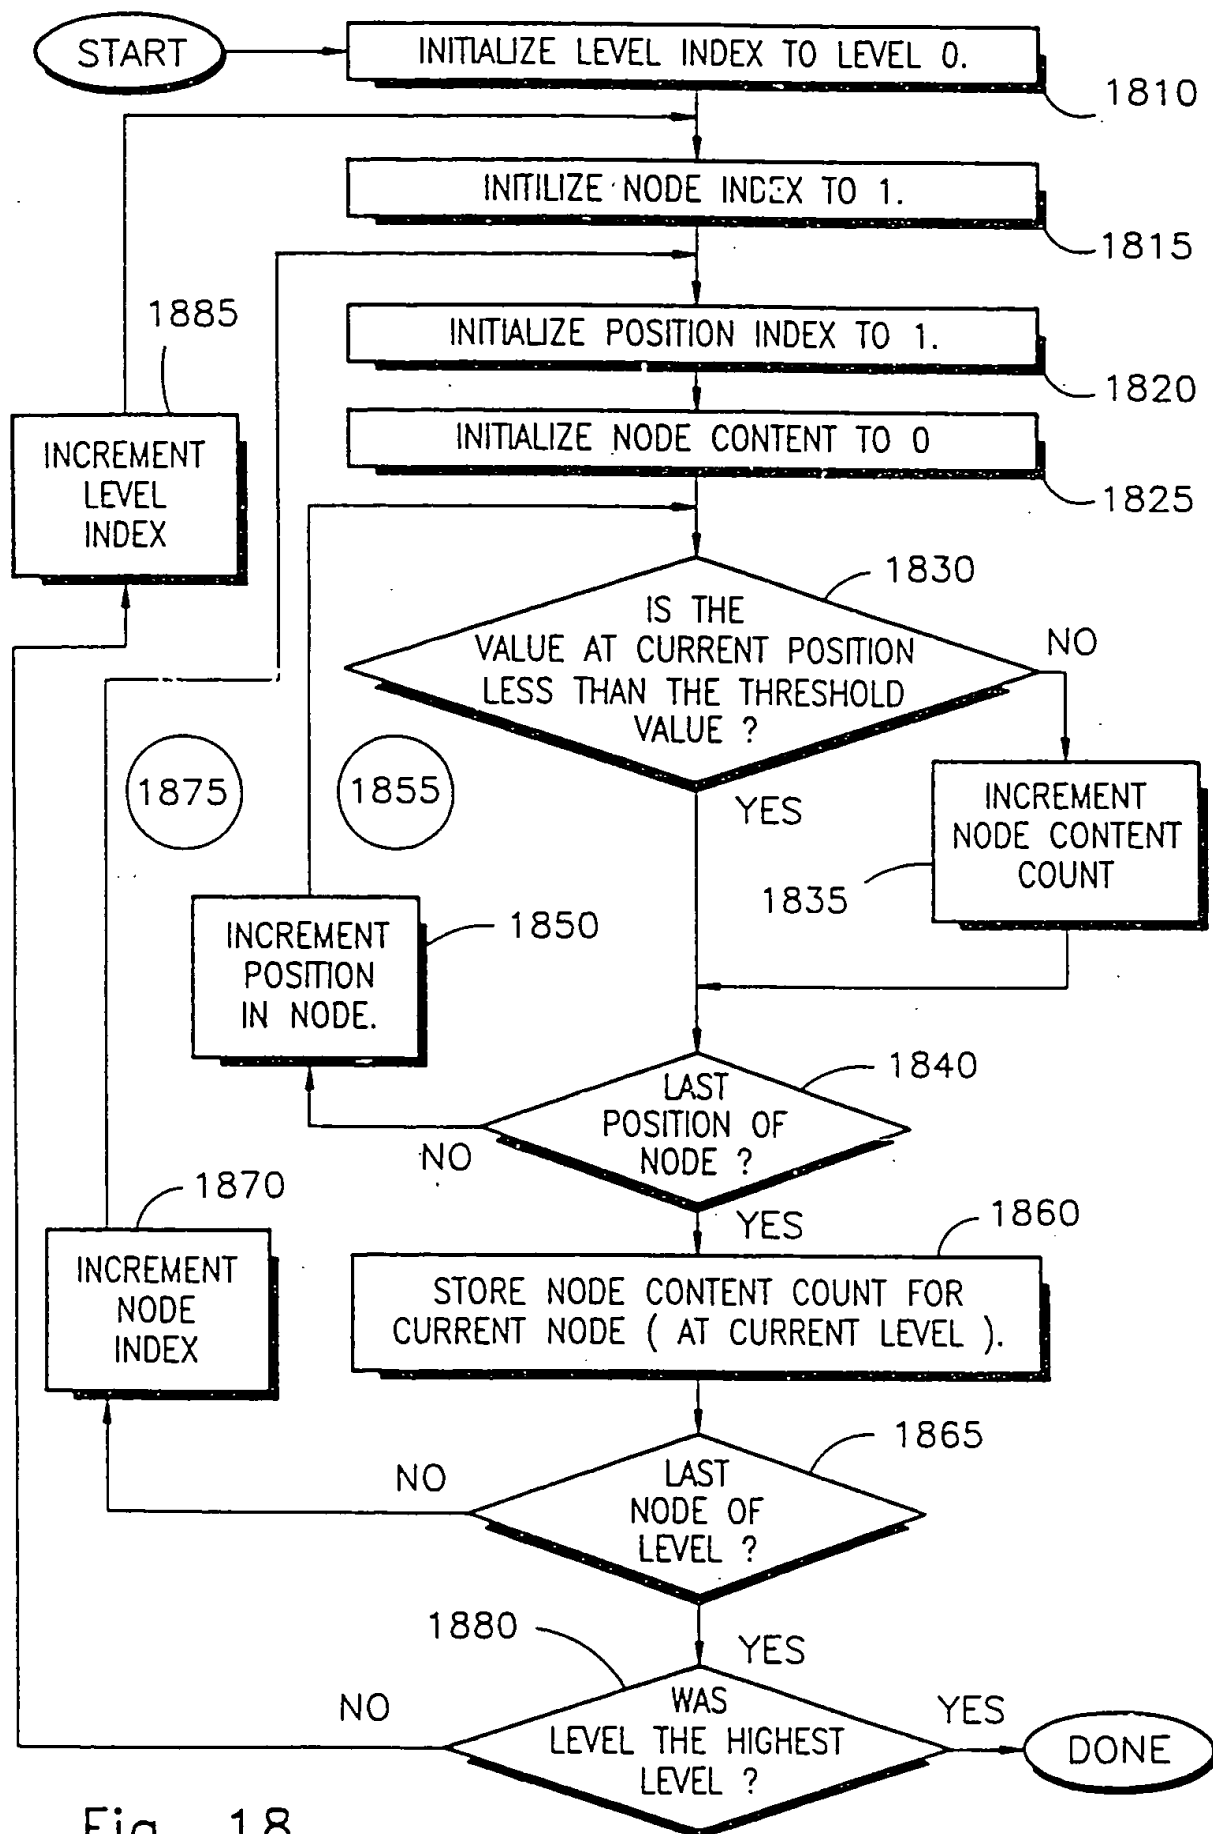 START
INITIALIZE LEVEL INDEX TO LEVEL 0.
1810
INITILIZE NODE INDEX TO 1.
1815
1885
INITIALIZE POSITION INDEX TO 1.
1820
INITIALIZE NODE CONTENT TO 0
1825
INCREMENT
LEVEL
INDEX
1830
IS THE
VALUE AT CURRENT POSITION
LESS THAN THE THRESHOLD
VALUE ?
NO
YES
1875
1855
INCREMENT
NODE CONTENT
COUNT
1835
INCREMENT
POSITION
IN NODE.
1850
1840
LAST
POSITION OF
NODE ?
NO
YES
1870
INCREMENT
NODE
INDEX
1860
STORE NODE CONTENT COUNT FOR
CURRENT NODE ( AT CURRENT LEVEL ).
1865
LAST
NODE OF
LEVEL ?
NO
YES
1880
WAS
LEVEL THE HIGHEST
LEVEL ?
NO
YES
DONE
Fig. 18